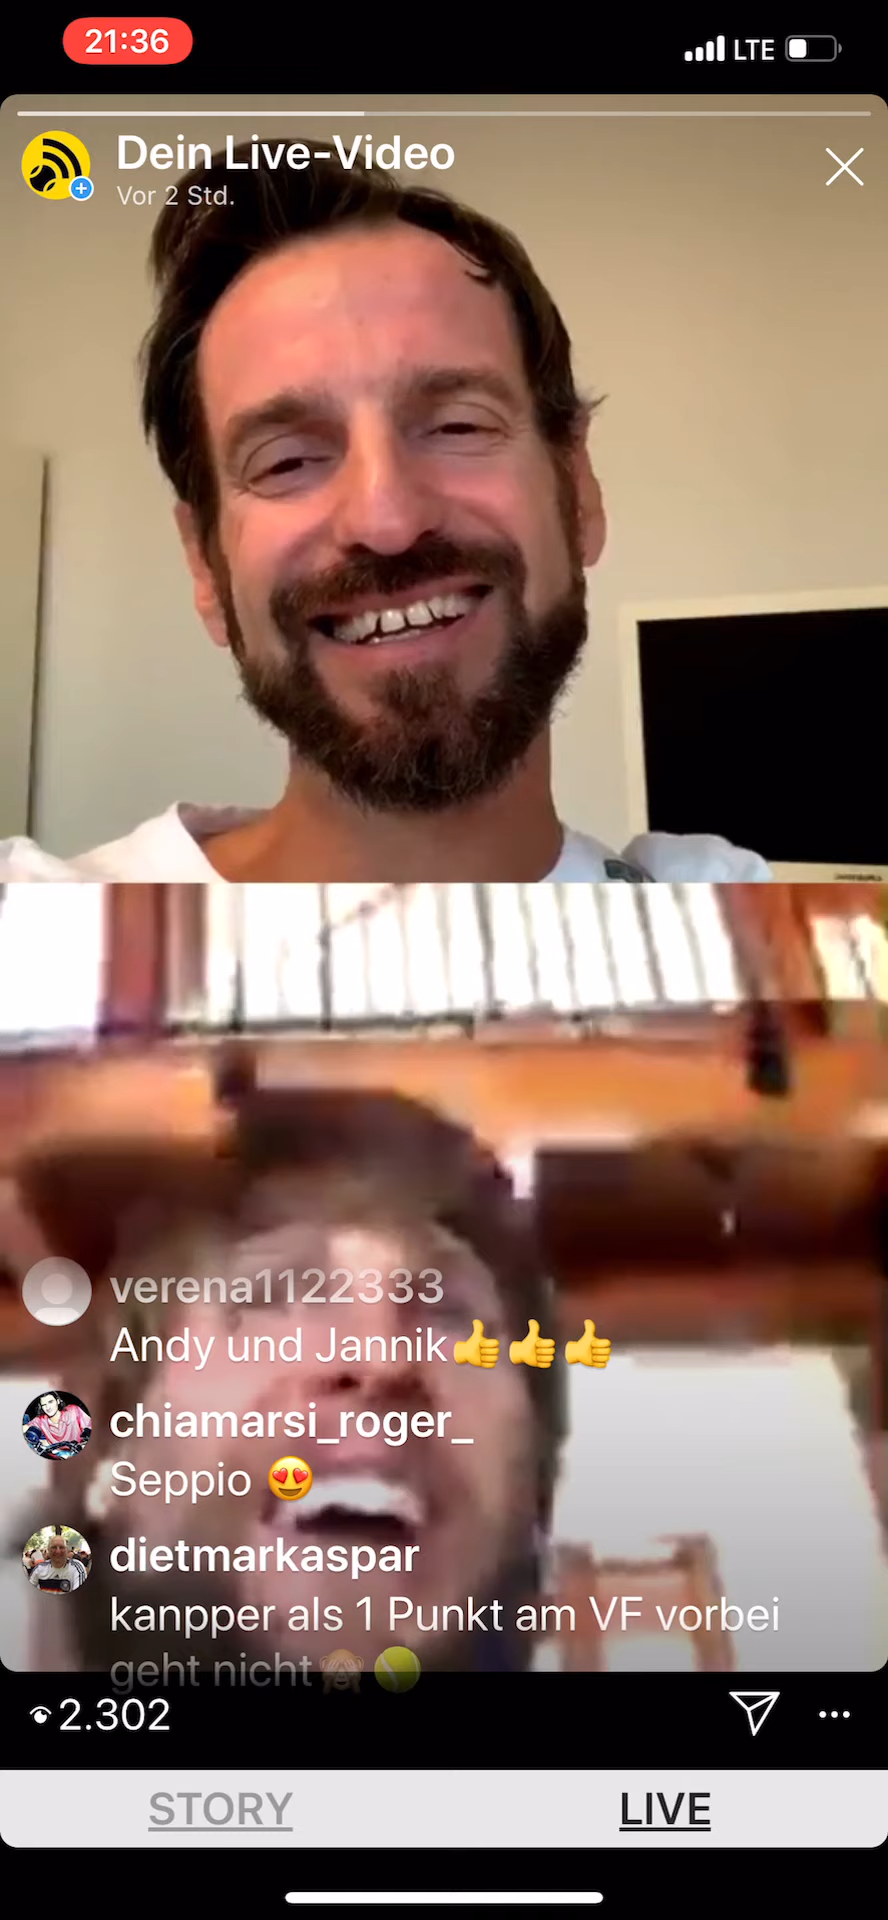 21:36
LTE
Dein Live-Video
Vor 2 Std.
verena1122333
Andy und Jannik👍👍👍
chiamarsi_roger_
Seppio 😍
dietmarkaspar
kanpper als 1 Punkt am VF vorbei
geht nicht🙈🎾
2.302
STORY
LIVE